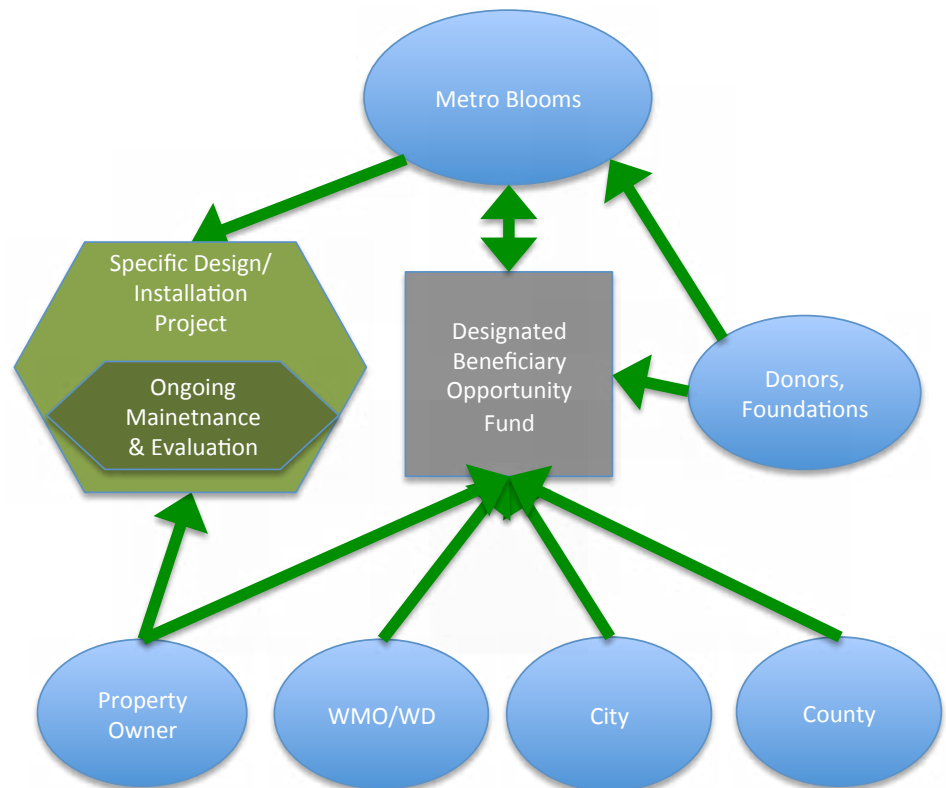 Metro Blooms
Specific Design/
Installation
Project
Ongoing
Mainetnance
& Evaluation
Designated
Beneficiary
Opportunity
Fund
Donors,
Foundations
Property
Owner
WMO/WD
City
County